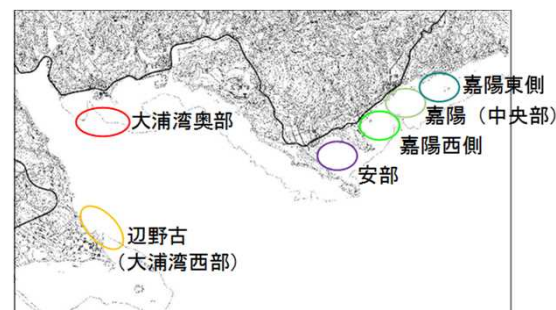 嘉陽東側
嘉陽（中央部）
大浦湾奥部
嘉陽西側
安部
辺野古
（大浦湾西部）